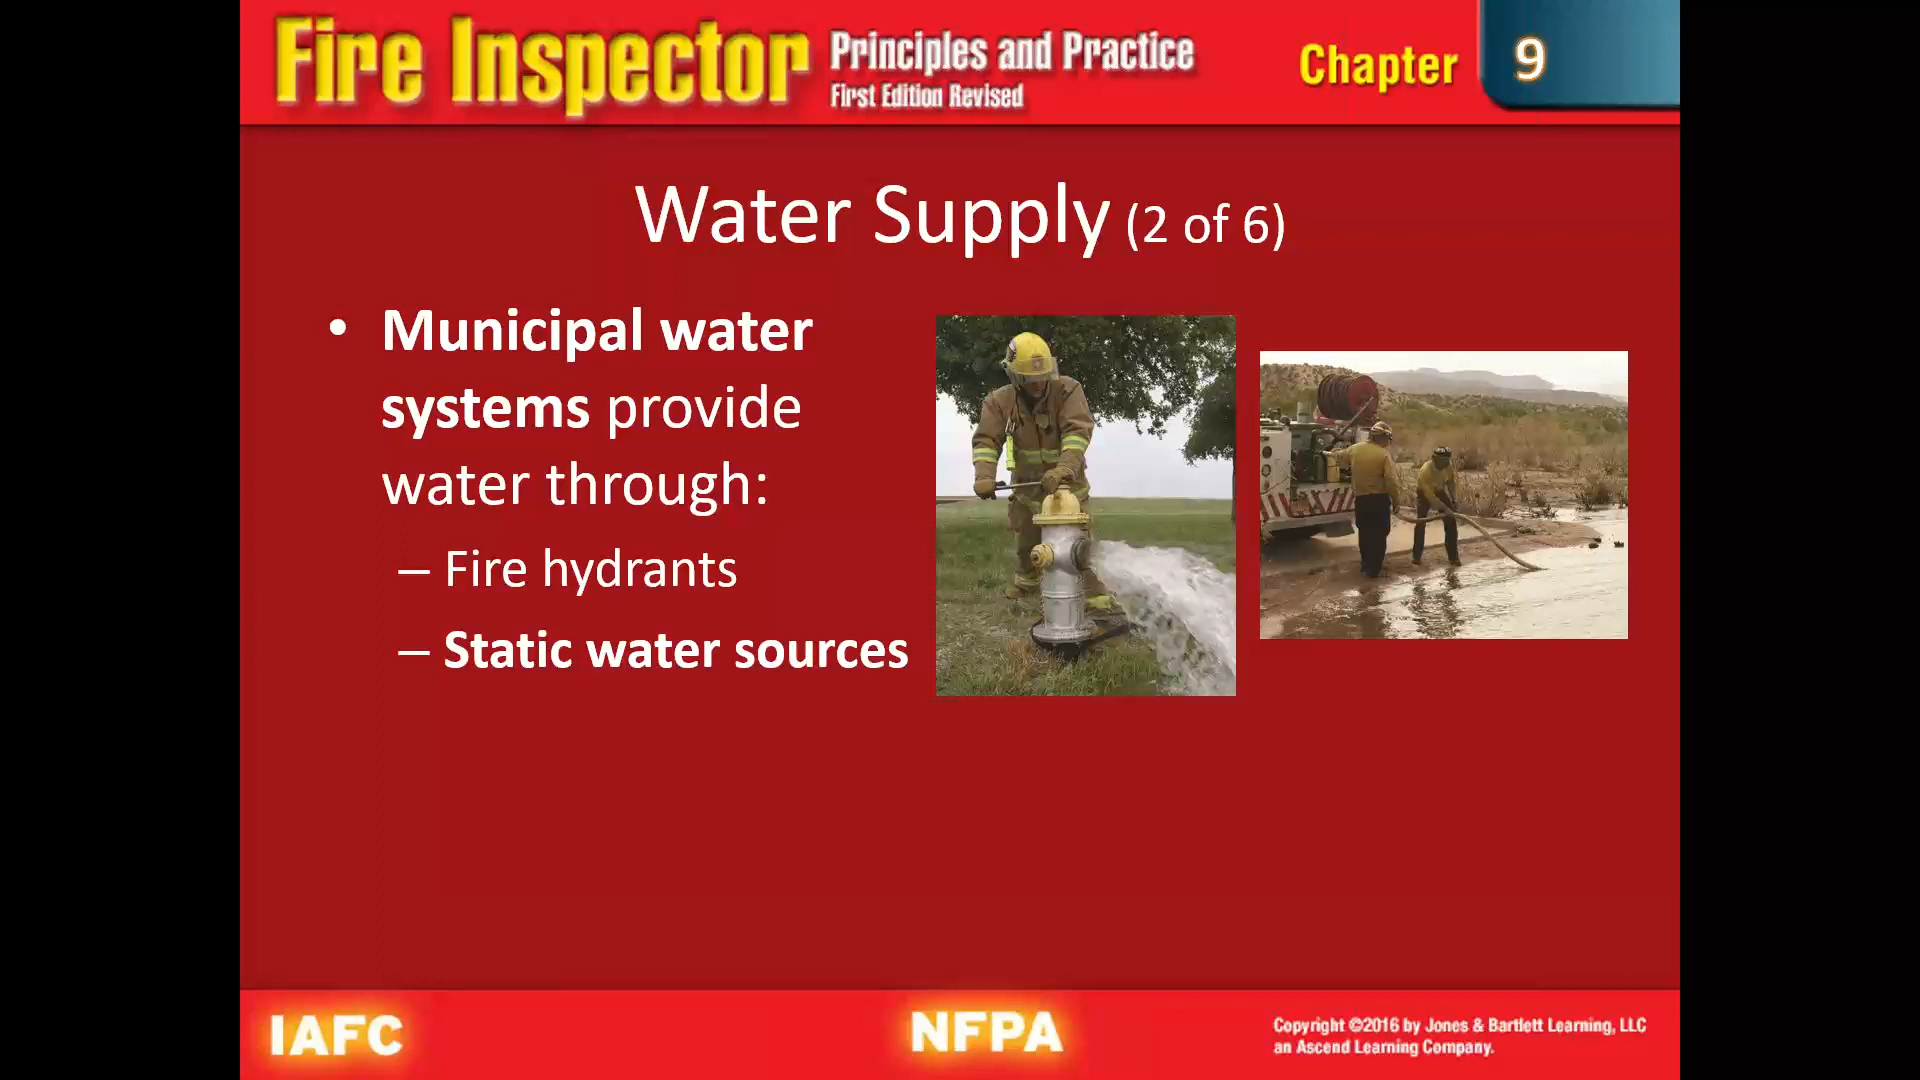 Fire Inspector Principles and Practice
First Edition Revised
Chapter 9
Water Supply (2 of 6)
• Municipal water
systems provide
water through:
– Fire hydrants
– Static water sources
IAFC
NFPA
Copyright ©2016 by Jones & Bartlett Learning, LLC
an Ascend Learning Company.